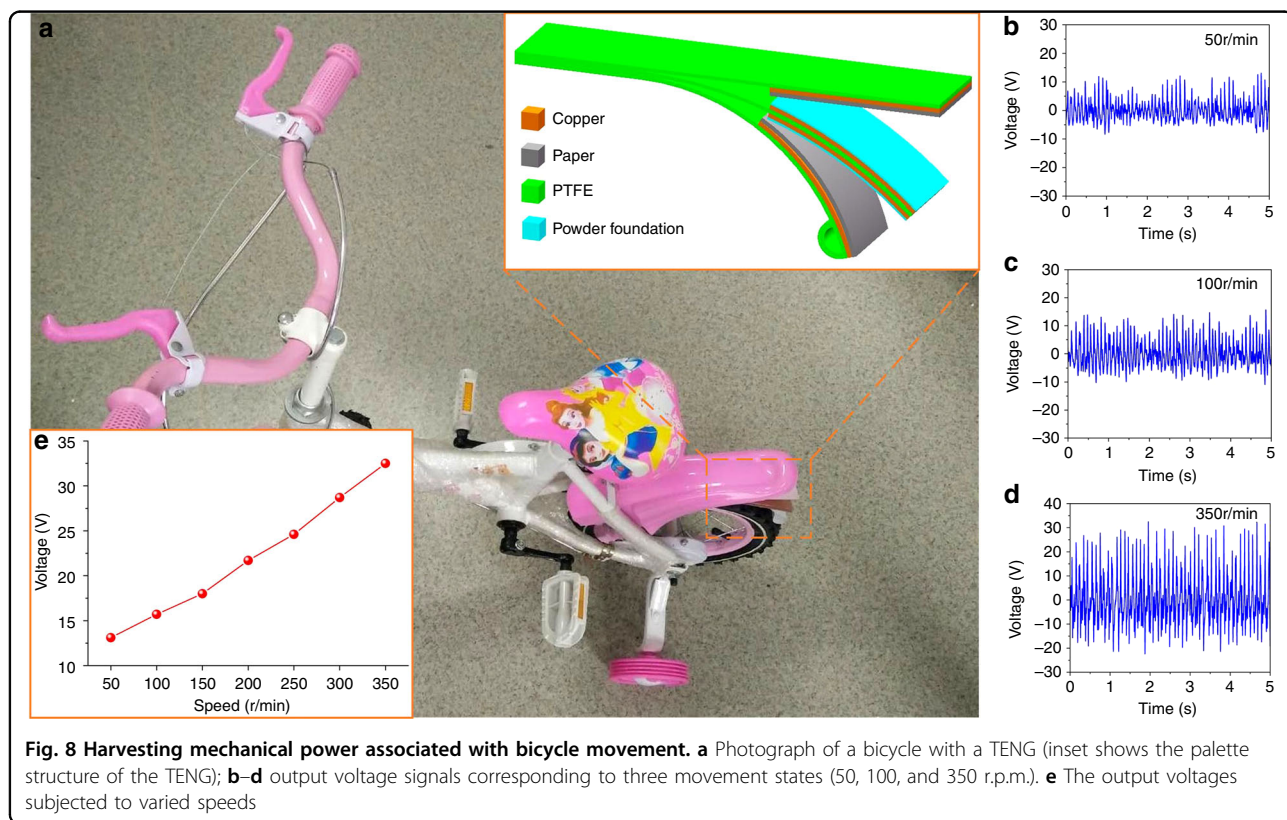 a
Copper
Paper
PTFE
Powder foundation
b
50r/min
30
20
10
0
–10
–20
–30
Voltage (V)
0 1 2 3 4 5
Time (s)
c
100r/min
30
20
10
0
–10
–20
–30
Voltage (V)
0 1 2 3 4 5
Time (s)
d
350r/min
40
30
20
10
0
–10
–20
–30
Voltage (V)
0 1 2 3 4 5
Time (s)
e
35
30
25
20
15
10
Voltage (V)
50 100 150 200 250 300 350
Speed (r/min)
Fig. 8 Harvesting mechanical power associated with bicycle movement. a Photograph of a bicycle with a TENG (inset shows the palette
structure of the TENG); b–d output voltage signals corresponding to three movement states (50, 100, and 350 r.p.m.). e The output voltages
subjected to varied speeds